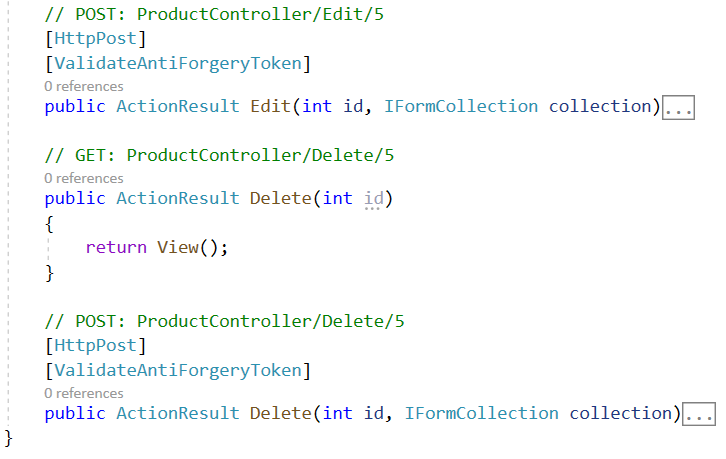 // POST: ProductController/Edit/5
[HttpPost]
[ValidateAntiForgeryToken]
0 references
public ActionResult Edit(int id, IFormCollection collection)...
// GET: ProductController/Delete/5
0 references
public ActionResult Delete(int id)
{
return View();
}
// POST: ProductController/Delete/5
[HttpPost]
[ValidateAntiForgeryToken]
0 references
public ActionResult Delete(int id, IFormCollection collection)...
}